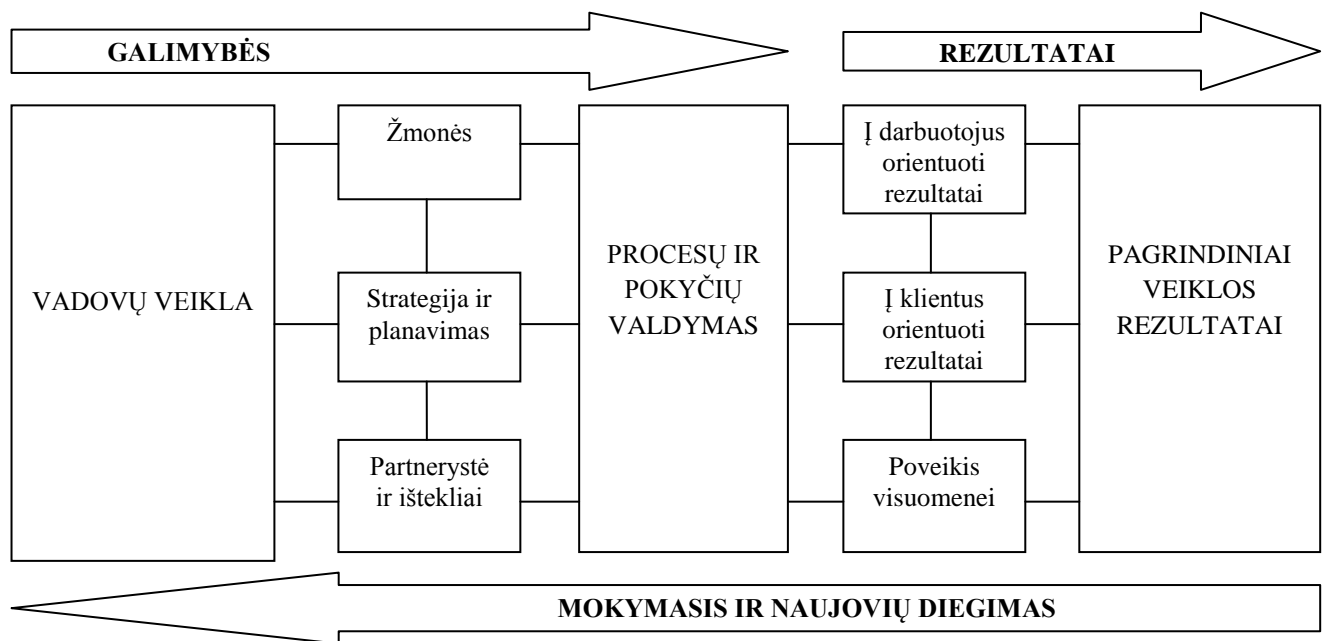 GALIMYBĖS
REZULTATAI
VADOVŲ VEIKLA
Žmonės
Strategija ir
planavimas
Partnerystė
ir ištekliai
PROCESŲ IR
POKYČIŲ
VALDYMAS
Į darbuotojus
orientuoti
rezultatai
Į klientus
orientuoti
rezultatai
Poveikis
visuomenei
PAGRINDINIAI
VEIKLOS
REZULTATAI
MOKYMASIS IR NAUJOVIŲ DIEGIMAS